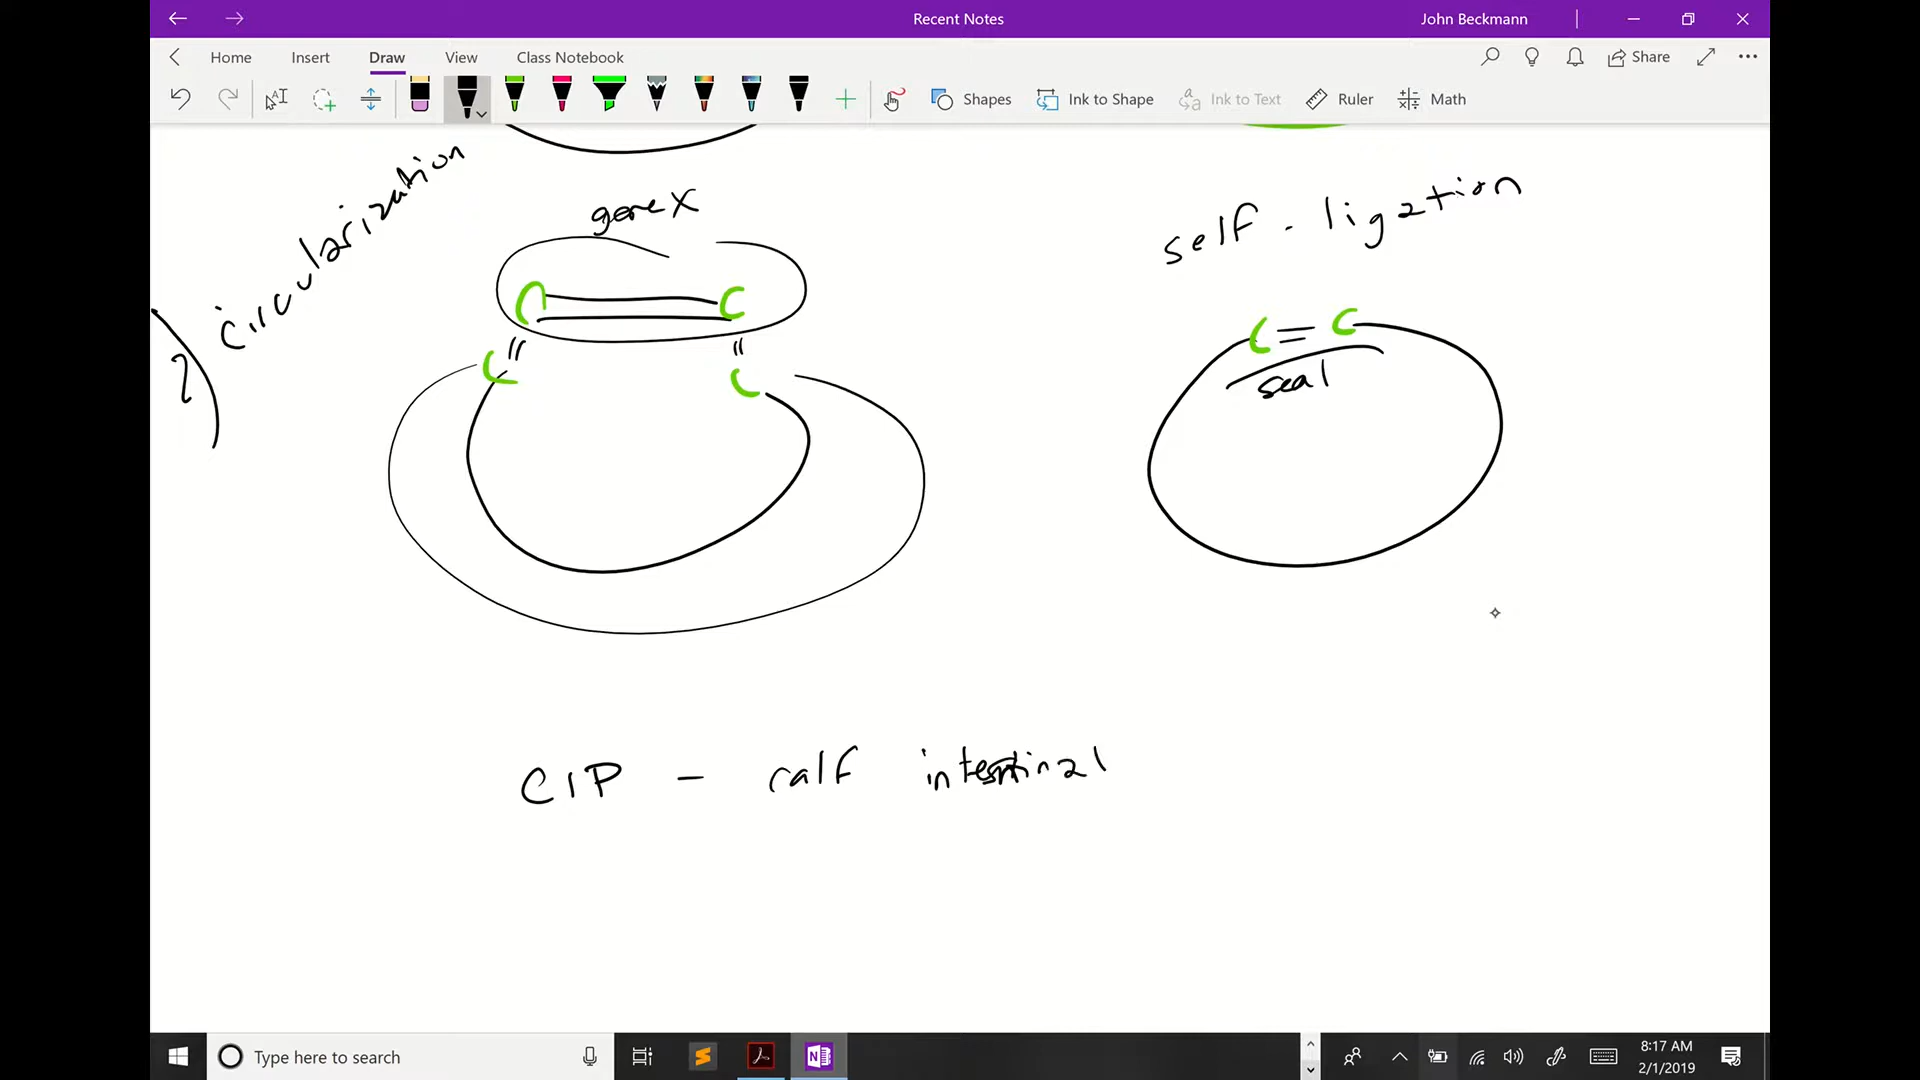 Recent Notes
John Beckmann
Home Insert Draw View Class Notebook
Share
Shapes Ink to Shape Ink to Text Ruler Math
2) Circularization
gene X
self - ligation
seal
CIP - calf intestinal
Type here to search
8:17 AM
2/1/2019